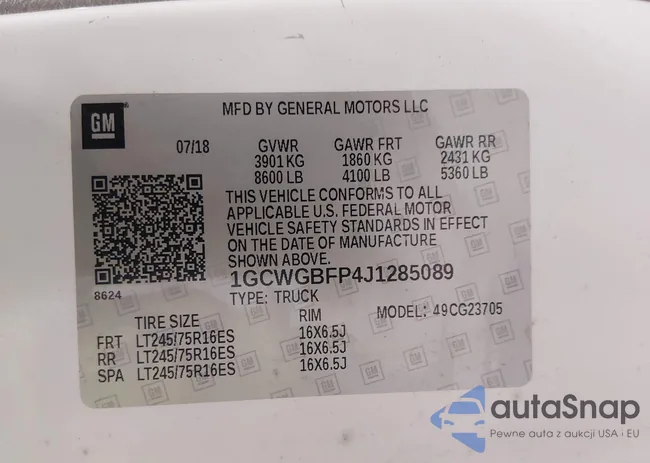 GM
MFD BY GENERAL MOTORS LLC
07/18 GVWR GAWR FRT GAWR RR
3901 KG 1860 KG 2431 KG
8600 LB 4100 LB 5360 LB
THIS VEHICLE CONFORMS TO ALL
APPLICABLE U.S. FEDERAL MOTOR
VEHICLE SAFETY STANDARDS IN EFFECT
ON THE DATE OF MANUFACTURE
SHOWN ABOVE.
8624
1GCWGBFP4J1285089
TYPE: TRUCK
MODEL: 49CG23705
TIRE SIZE RIM
FRT LT245/75R16ES 16X6.5J
RR LT245/75R16ES 16X6.5J
SPA LT245/75R16ES 16X6.5J
autaSnap
Pewne auta z aukcji USA i EU